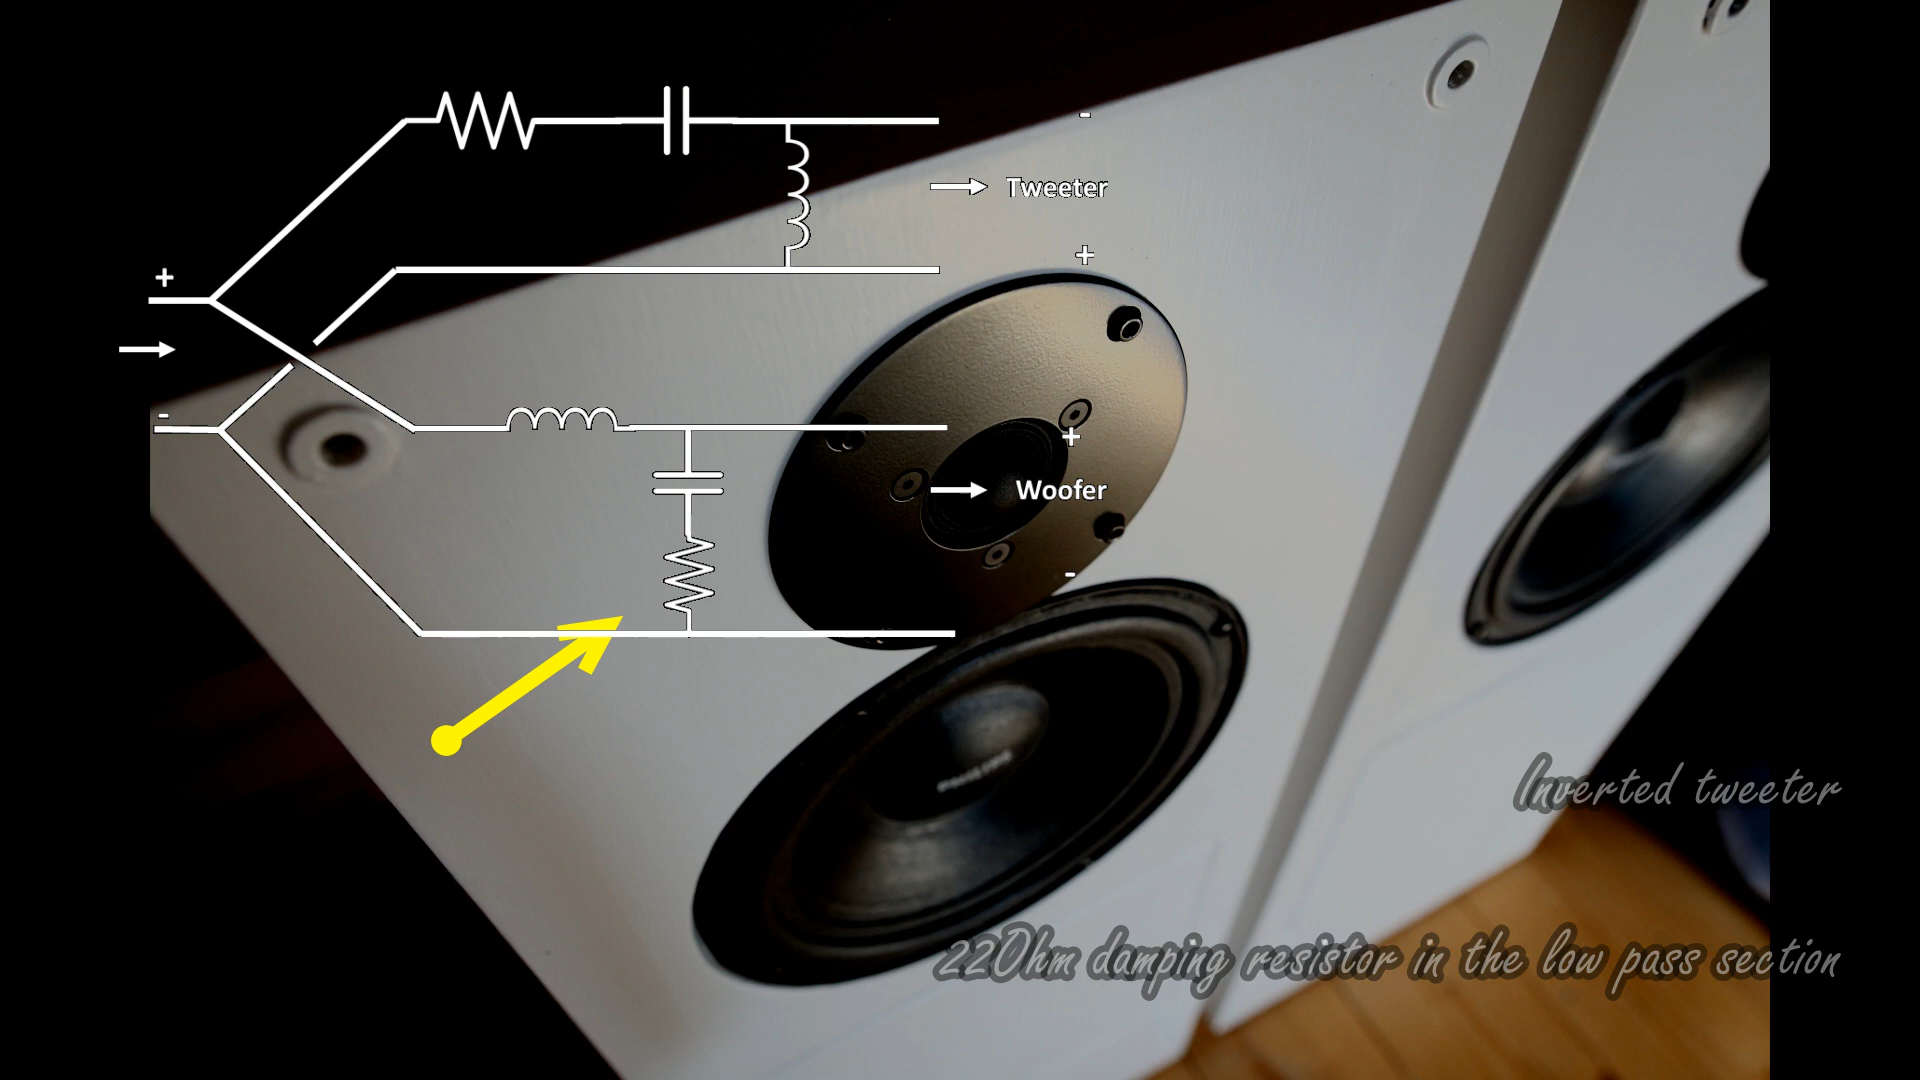 -
Tweeter
+
+
-
+
Woofer
-
Inverted tweeter
22Ohm damping resistor in the low pass section